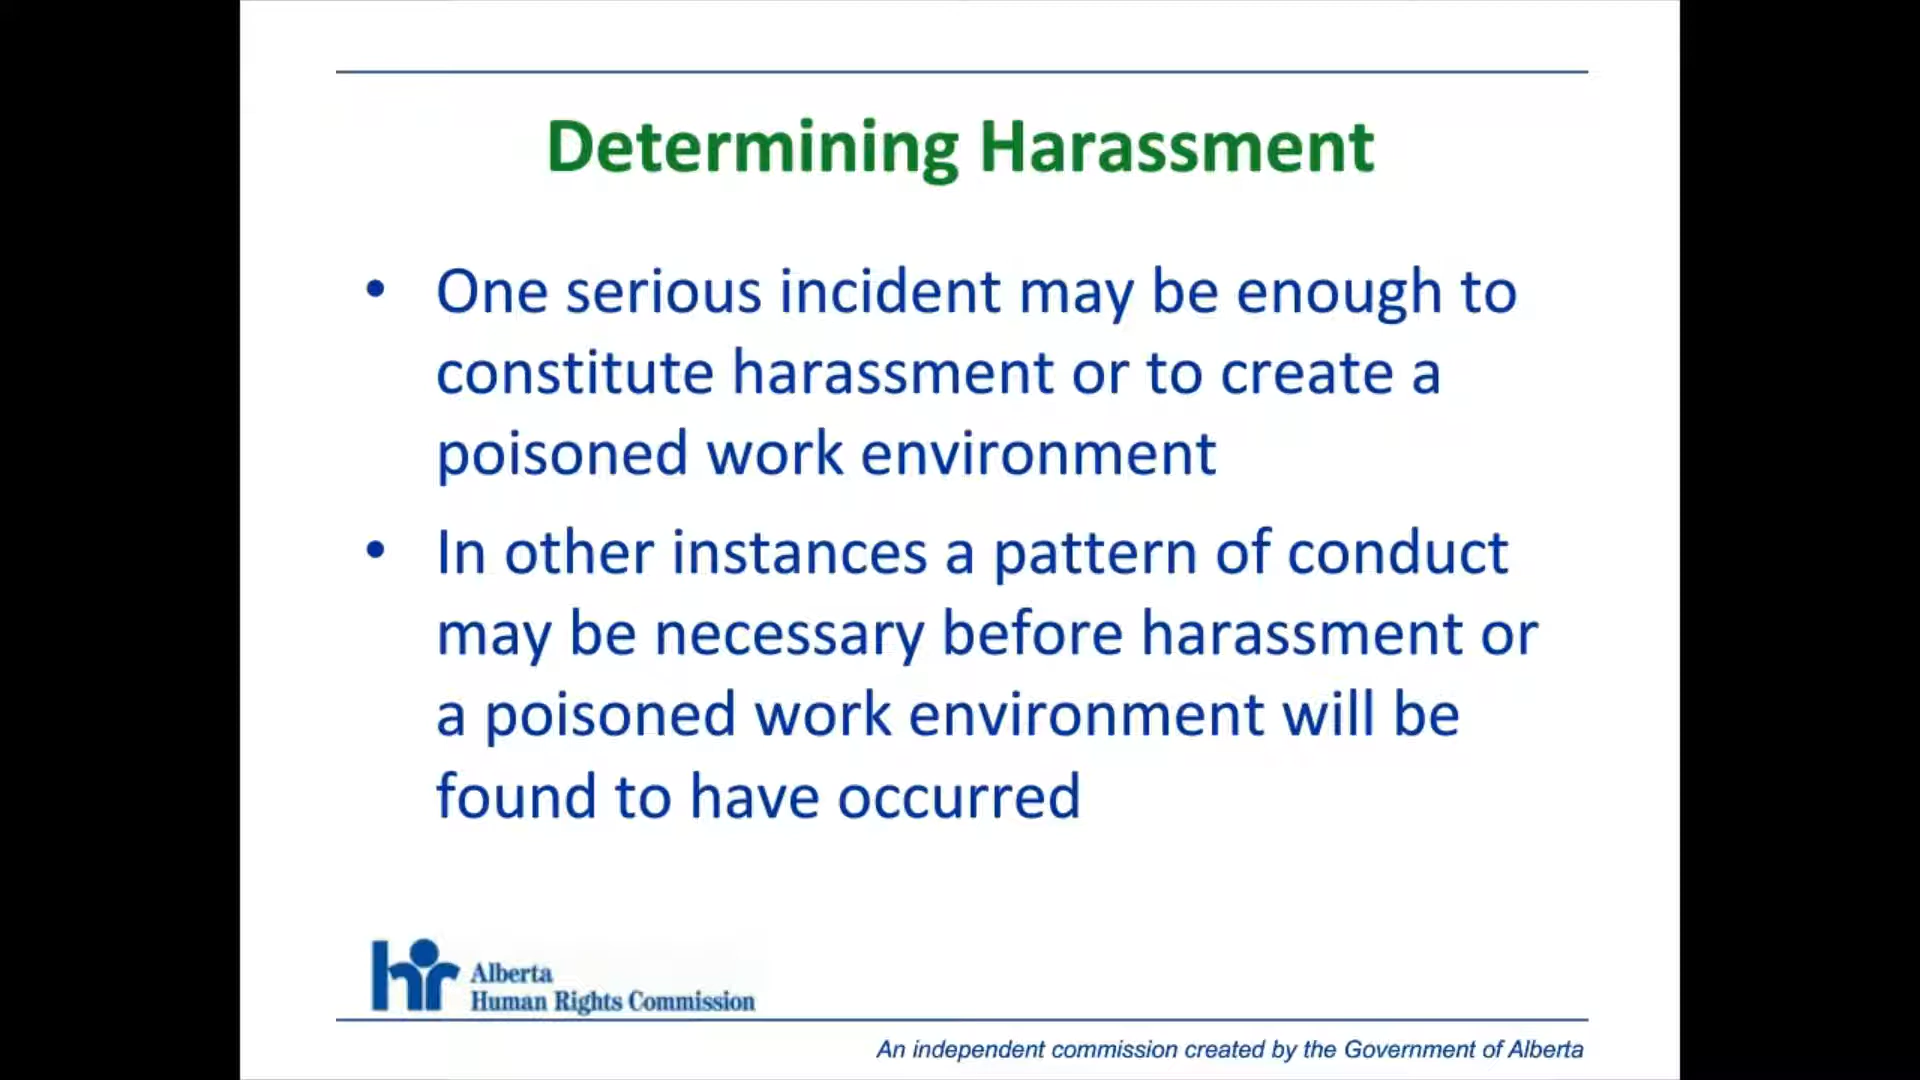 Determining Harassment
• One serious incident may be enough to
constitute harassment or to create a
poisoned work environment
• In other instances a pattern of conduct
may be necessary before harassment or
a poisoned work environment will be
found to have occurred
hr
Alberta
Human Rights Commission
An independent commission created by the Government of Alberta